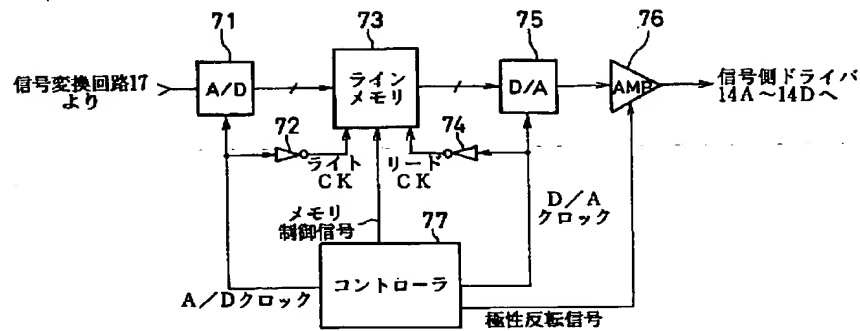 71
73
75
76
信号変換回路17
より
A/D
ライン
メモリ
D/A
AMP
信号側ドライバ
14A～14Dへ
72
74
ライト
CK
リード
CK
メモリ
制御信号
77
D/A
クロック
コントローラ
A/Dクロック
極性反転信号